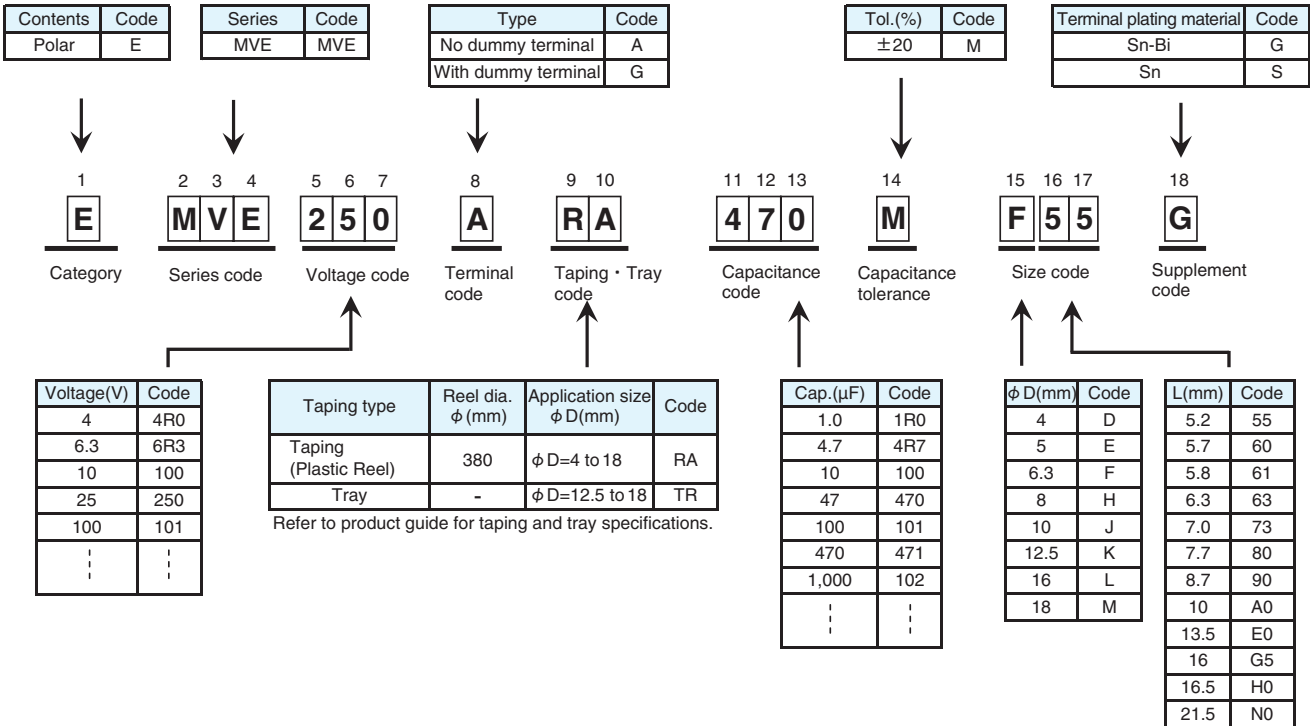 Contents Code
Polar E
Series Code
MVE MVE
Type Code
No dummy terminal A
With dummy terminal G
Tol.(%) Code
±20 M
Terminal plating material Code
Sn-Bi G
Sn S
1 2 3 4 5 6 7 8 9 10 11 12 13 14 15 16 17 18
E MVE 250 A RA 470 M F55 G
Category
Series code
Voltage code
Terminal
code
Taping・Tray
code
Capacitance
code
Capacitance
tolerance
Size code
Supplement
code
Voltage(V) Code
4 4R0
6.3 6R3
10 100
25 250
100 101
Taping type
Reel dia.
φ(mm)
Application size
φD(mm)
Code
Taping
(Plastic Reel)
380 φD=4 to 18 RA
Tray - φD=12.5 to 18 TR
Refer to product guide for taping and tray specifications.
Cap.(μF) Code
1.0 1R0
4.7 4R7
10 100
47 470
100 101
470 471
1,000 102
φD(mm) Code
4 D
5 E
6.3 F
8 H
10 J
12.5 K
16 L
18 M
L(mm) Code
5.2 55
5.7 60
5.8 61
6.3 63
7.0 73
7.7 80
8.7 90
10 A0
13.5 E0
16 G5
16.5 H0
21.5 N0